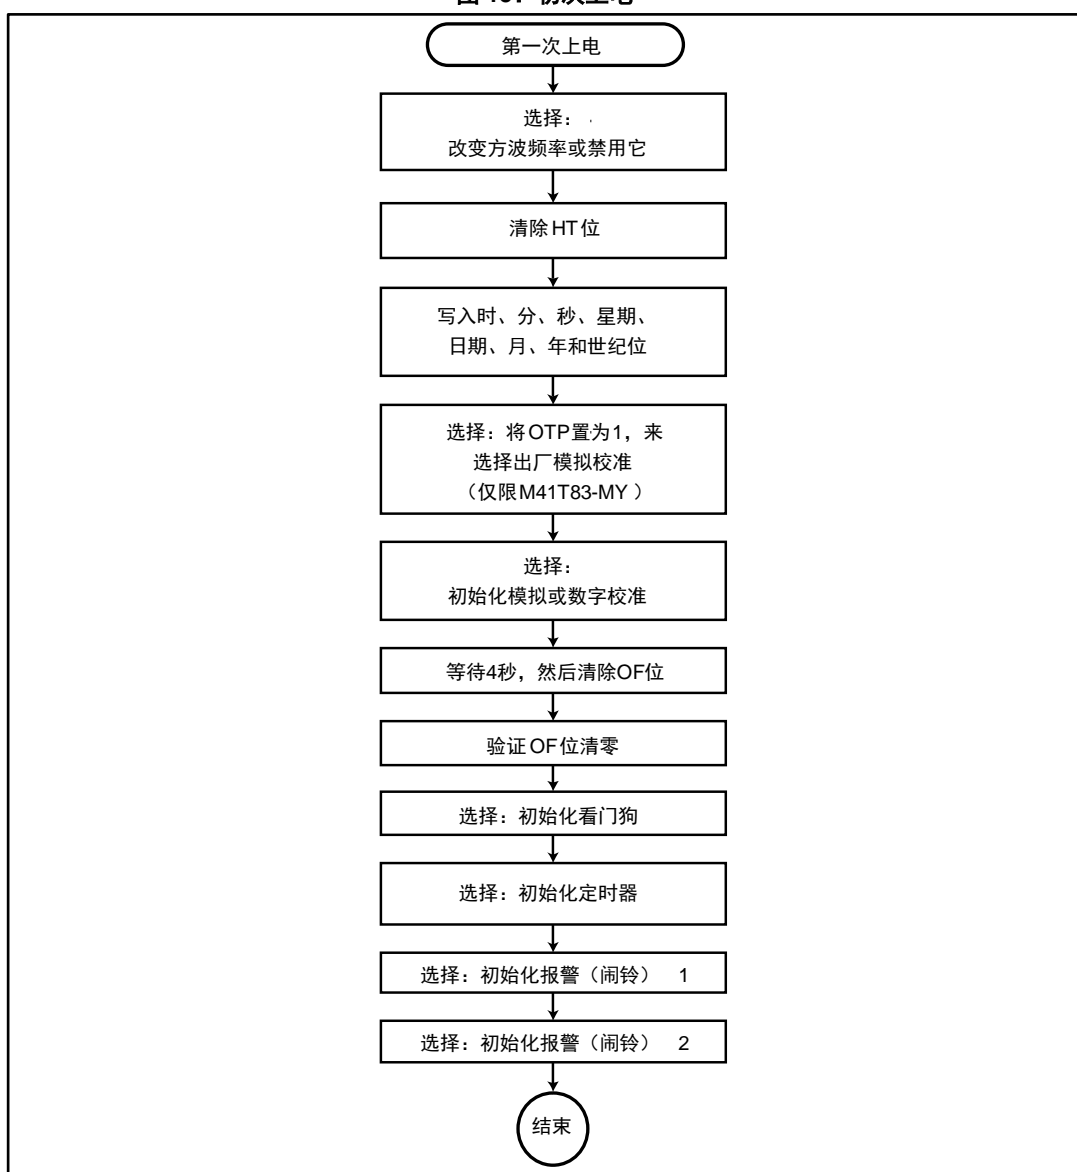 第一次上电
选择：
改变方波频率或禁用它
清除HT位
写入时、分、秒、星期、
日期、月、年和世纪位
选择：将OTP置为1，来
选择出厂模拟校准
（仅限M41T83-MY）
选择：
初始化模拟或数字校准
等待4秒，然后清除OF位
验证OF位清零
选择：初始化看门狗
选择：初始化定时器
选择：初始化报警（闹铃） 1
选择：初始化报警（闹铃） 2
结束